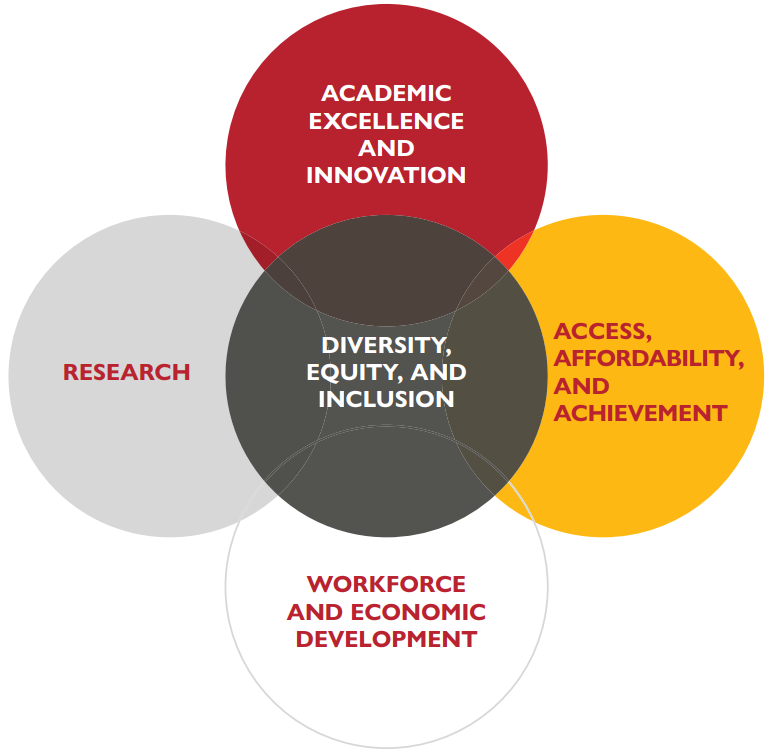 ACADEMIC
EXCELLENCE
AND
INNOVATION
RESEARCH
DIVERSITY,
EQUITY, AND
INCLUSION
ACCESS,
AFFORDABILITY,
AND
ACHIEVEMENT
WORKFORCE
AND ECONOMIC
DEVELOPMENT